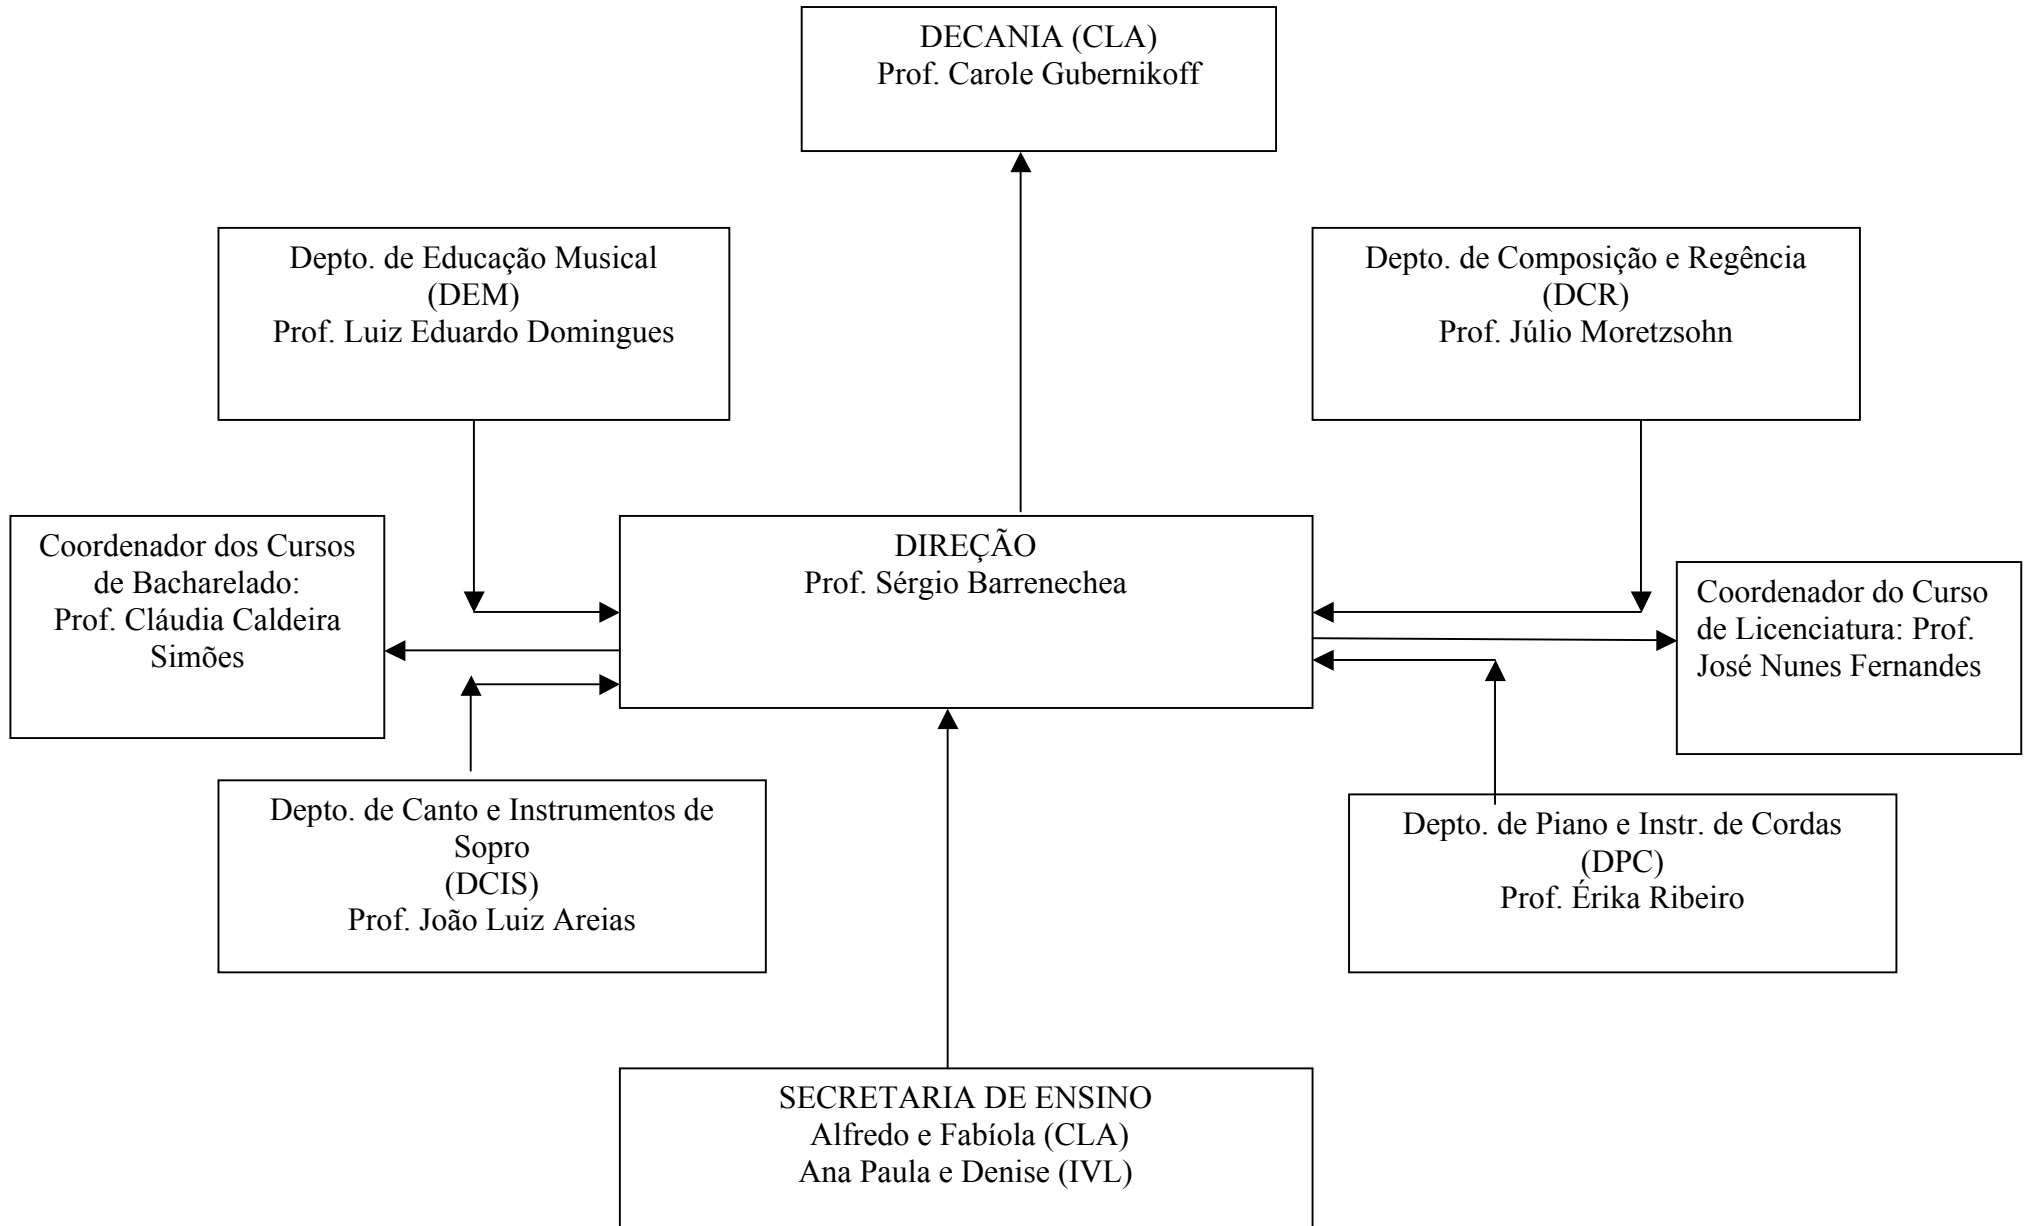 DECANIA (CLA)
Prof. Carole Gubernikoff
Depto. de Educação Musical
(DEM)
Prof. Luiz Eduardo Domingues
Depto. de Composição e Regência
(DCR)
Prof. Júlio Moretzsohn
Coordenador dos Cursos
de Bacharelado:
Prof. Cláudia Caldeira
Simões
DIREÇÃO
Prof. Sérgio Barrenechea
Coordenador do Curso
de Licenciatura: Prof.
José Nunes Fernandes
Depto. de Canto e Instrumentos de
Sopro
(DCIS)
Prof. João Luiz Areias
Depto. de Piano e Instr. de Cordas
(DPC)
Prof. Érika Ribeiro
SECRETARIA DE ENSINO
Alfredo e Fabíola (CLA)
Ana Paula e Denise (IVL)